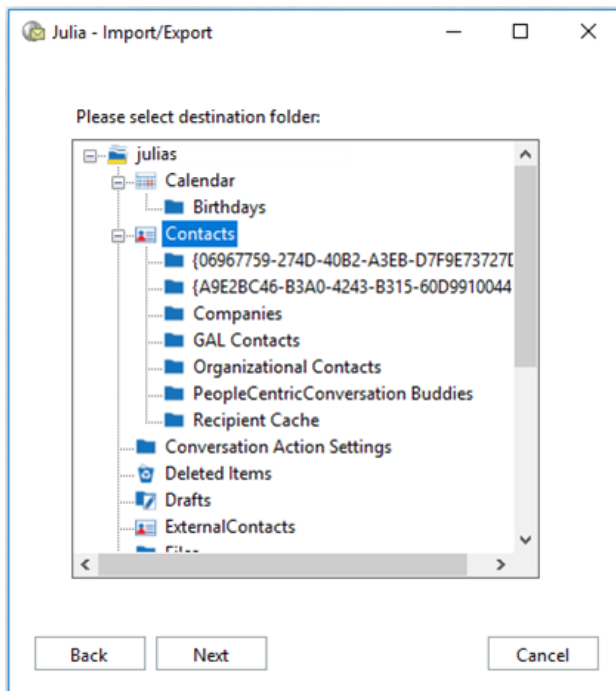 Julia - Import/Export
Please select destination folder:
julias
Calendar
Birthdays
Contacts
{06967759-274D-40B2-A3EB-D7F9E73727D
{A9E2BC46-B3A0-4243-B315-60D9910044
Companies
GAL Contacts
Organizational Contacts
PeopleCentricConversation Buddies
Recipient Cache
Conversation Action Settings
Deleted Items
Drafts
ExternalContacts
Files
Back Next Cancel